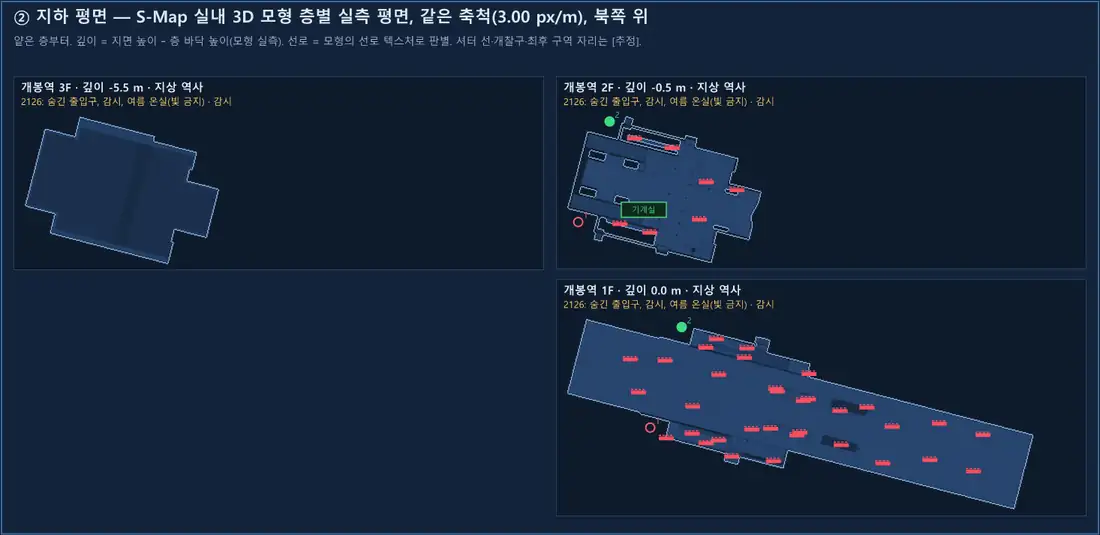 ② 지하 평면 — S-Map 실내 3D 모형 층별 실측 평면, 같은 축척(3.00 px/m), 북쪽 위
얕은 층부터. 깊이 = 지면 높이 - 층 바닥 높이(모형 실측). 선로 = 모형의 선로 텍스처로 판별. 셔터 선·개찰구·최후 구역 자리는 [추정].
개봉역 3F · 깊이 -5.5 m · 지상 역사
2126: 숨긴 출입구, 감시, 여름 온실(빛 금지) · 감시
개봉역 2F · 깊이 -0.5 m · 지상 역사
2126: 숨긴 출입구, 감시, 여름 온실(빛 금지) · 감시
2
기계실
1
개봉역 1F · 깊이 0.0 m · 지상 역사
2126: 숨긴 출입구, 감시, 여름 온실(빛 금지) · 감시
2
1